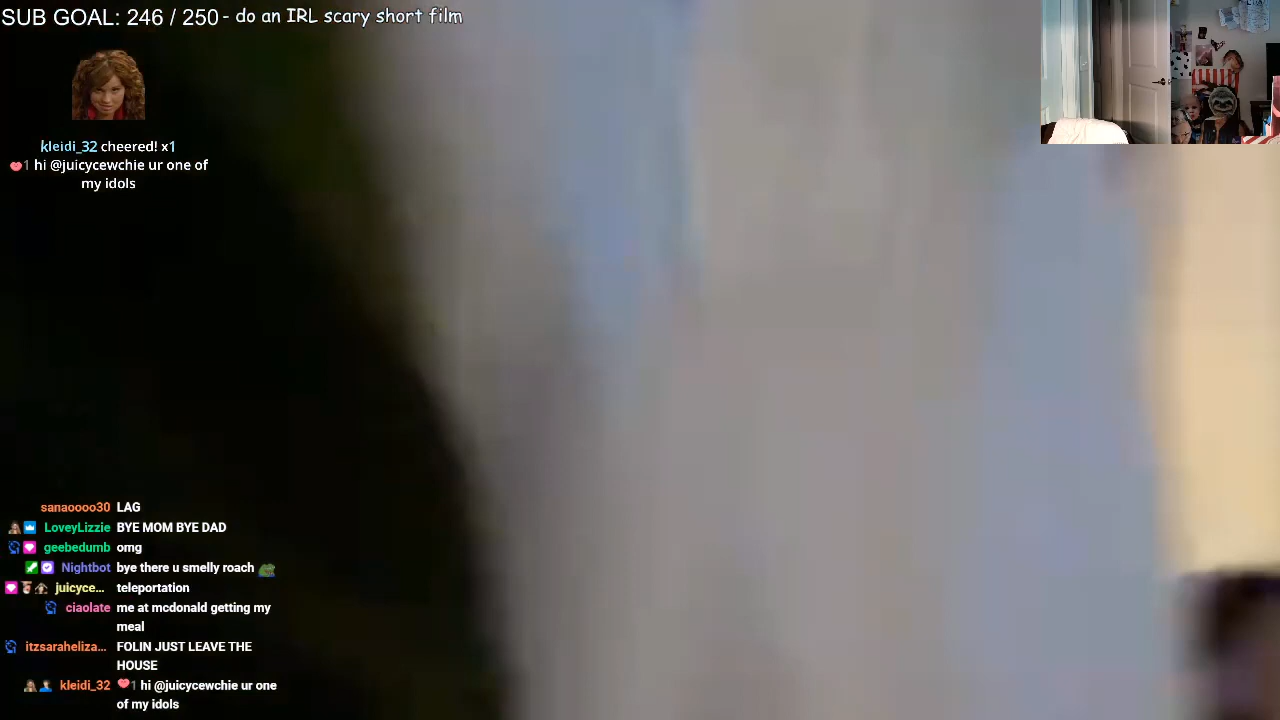 SUB GOAL: 246 / 250 - do an IRL scary short film
kleidi_32 cheered! x1
1 hi @juicycewchie ur one of
my idols
sanaoooo30 LAG
LoveyLizzie BYE MOM BYE DAD
geebedumb omg
Nightbot bye there u smelly roach
juicyce... teleportation
ciaolate me at mcdonald getting my
meal
itzsaraheliza... FOLIN JUST LEAVE THE
HOUSE
kleidi_32 1 hi @juicycewchie ur one
of my idols